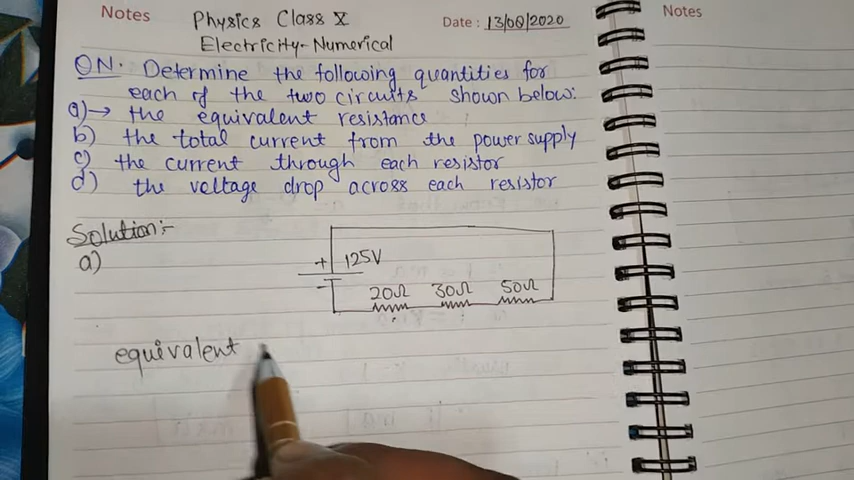 Notes
Physics Class X
Date : 13/08/2020
Notes
Electricity-Numerical
QN. Determine the following quantities for
each of the two circuits shown below:
a)→ the equivalent resistance
b) the total current from the power supply
c) the current through each resistor
d) the voltage drop across each resistor
Solution:-
a)
+ 125V
-
20Ω 30Ω 50Ω
equivalent